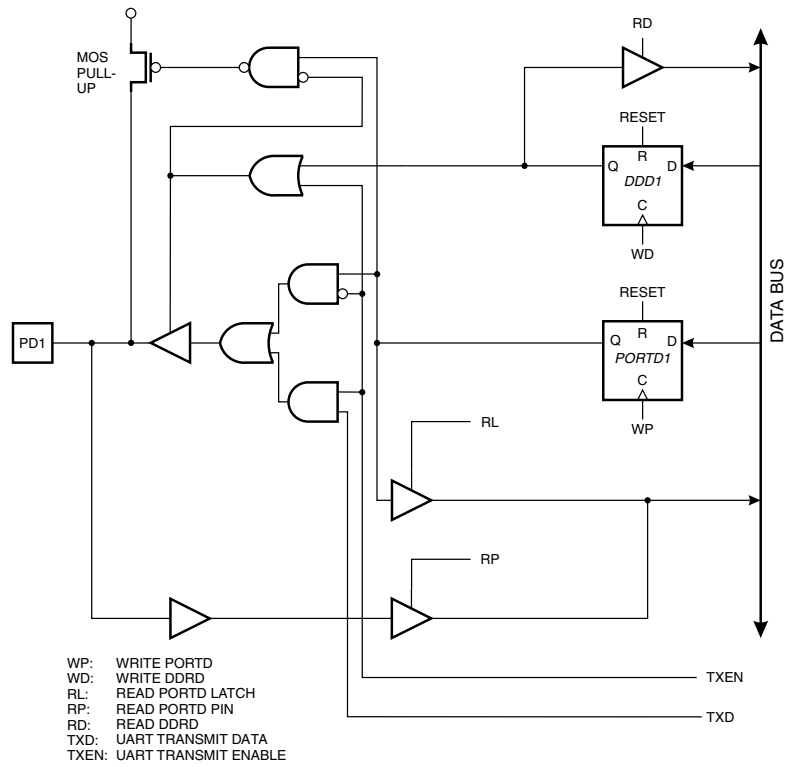 RD
MOS
PULL-
UP
RESET
R
Q
D
DDD1
C
WD
DATA BUS
RESET
R
PD1
Q
D
PORTD1
C
WP
RL
RP
WP: WRITE PORTD
WD: WRITE DDRD
RL: READ PORTD LATCH
RP: READ PORTD PIN
RD: READ DDRD
TXD: UART TRANSMIT DATA
TXEN: UART TRANSMIT ENABLE
TXEN
TXD